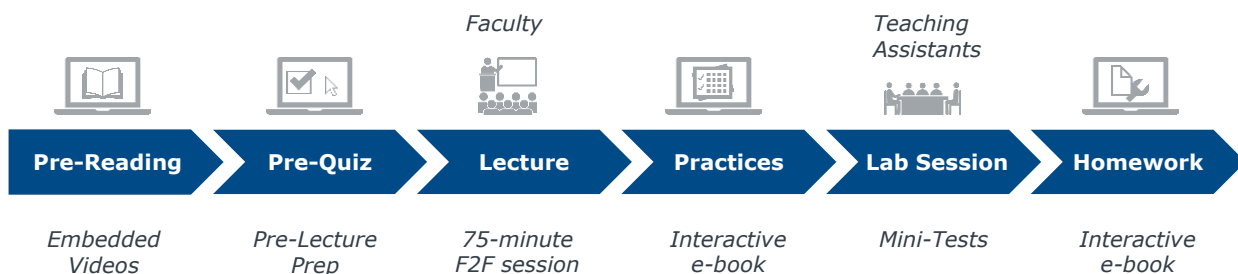 Faculty
Teaching
Assistants
Pre-Reading
Pre-Quiz
Lecture
Practices
Lab Session
Homework
Embedded
Videos
Pre-Lecture
Prep
75-minute
F2F session
Interactive
e-book
Mini-Tests
Interactive
e-book